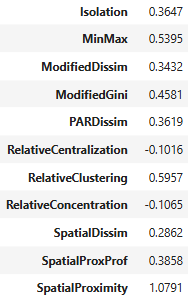 Isolation 0.3647
MinMax 0.5395
ModifiedDissim 0.3432
ModifiedGini 0.4581
PARDissim 0.3619
RelativeCentralization -0.1016
RelativeClustering 0.5957
RelativeConcentration -0.1065
SpatialDissim 0.2862
SpatialProxProf 0.3858
SpatialProximity 1.0791